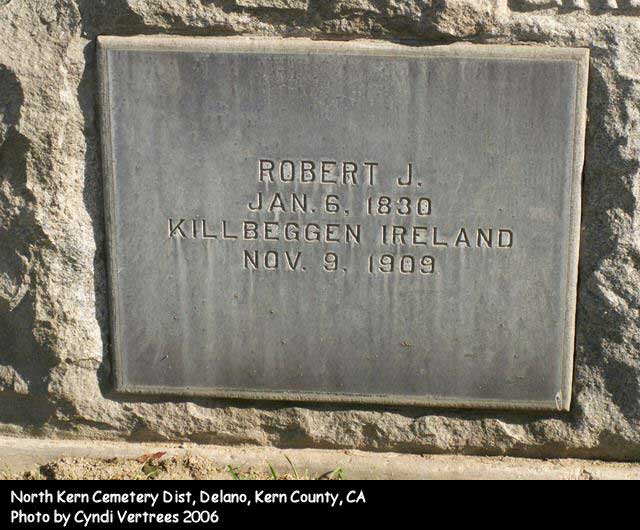 ROBERT J.
JAN. 6, 1830
KILLBEGGEN IRELAND
NOV. 9, 1909
North Kern Cemetery Dist, Delano, Kern County, CA
Photo by Cyndi Vertrees 2006